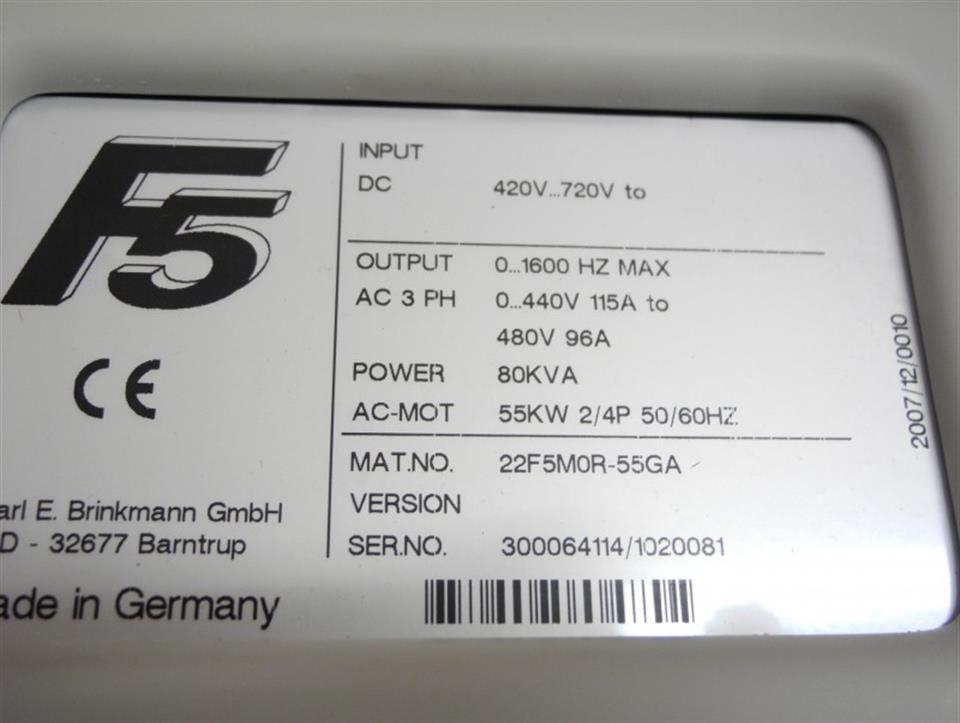 F5
CE
arl E. Brinkmann GmbH
D - 32677 Barntrup
ade in Germany
INPUT
DC 420V...720V to
OUTPUT 0...1600 HZ MAX
AC 3 PH 0...440V 115A to
480V 96A
POWER 80KVA
AC-MOT 55KW 2/4P 50/60HZ
MAT.NO. 22F5M0R-55GA
VERSION
SER.NO. 300064114/1020081
2007/12/0010